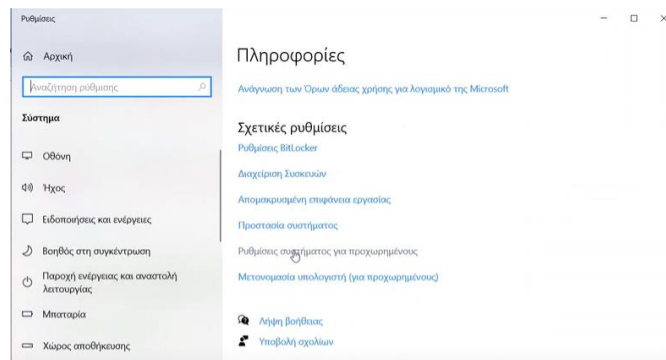 Ρυθμίσεις
Αρχική
Αναζήτηση ρύθμισης
Σύστημα
Οθόνη
Ήχος
Ειδοποιήσεις και ενέργειες
Βοηθός στη συγκέντρωση
Παροχή ενέργειας και αναστολή
λειτουργίας
Μπαταρία
Χώρος αποθήκευσης
Πληροφορίες
Ανάγνωση των Όρων άδειας χρήσης για λογισμικό της Microsoft
Σχετικές ρυθμίσεις
Ρυθμίσεις BitLocker
Διαχείριση Συσκευών
Απομακρυσμένη επιφάνεια εργασίας
Προστασία συστήματος
Ρυθμίσεις συστήματος για προχωρημένους
Μετονομασία υπολογιστή (για προχωρημένους)
Λήψη βοήθειας
Υποβολή σχολίων